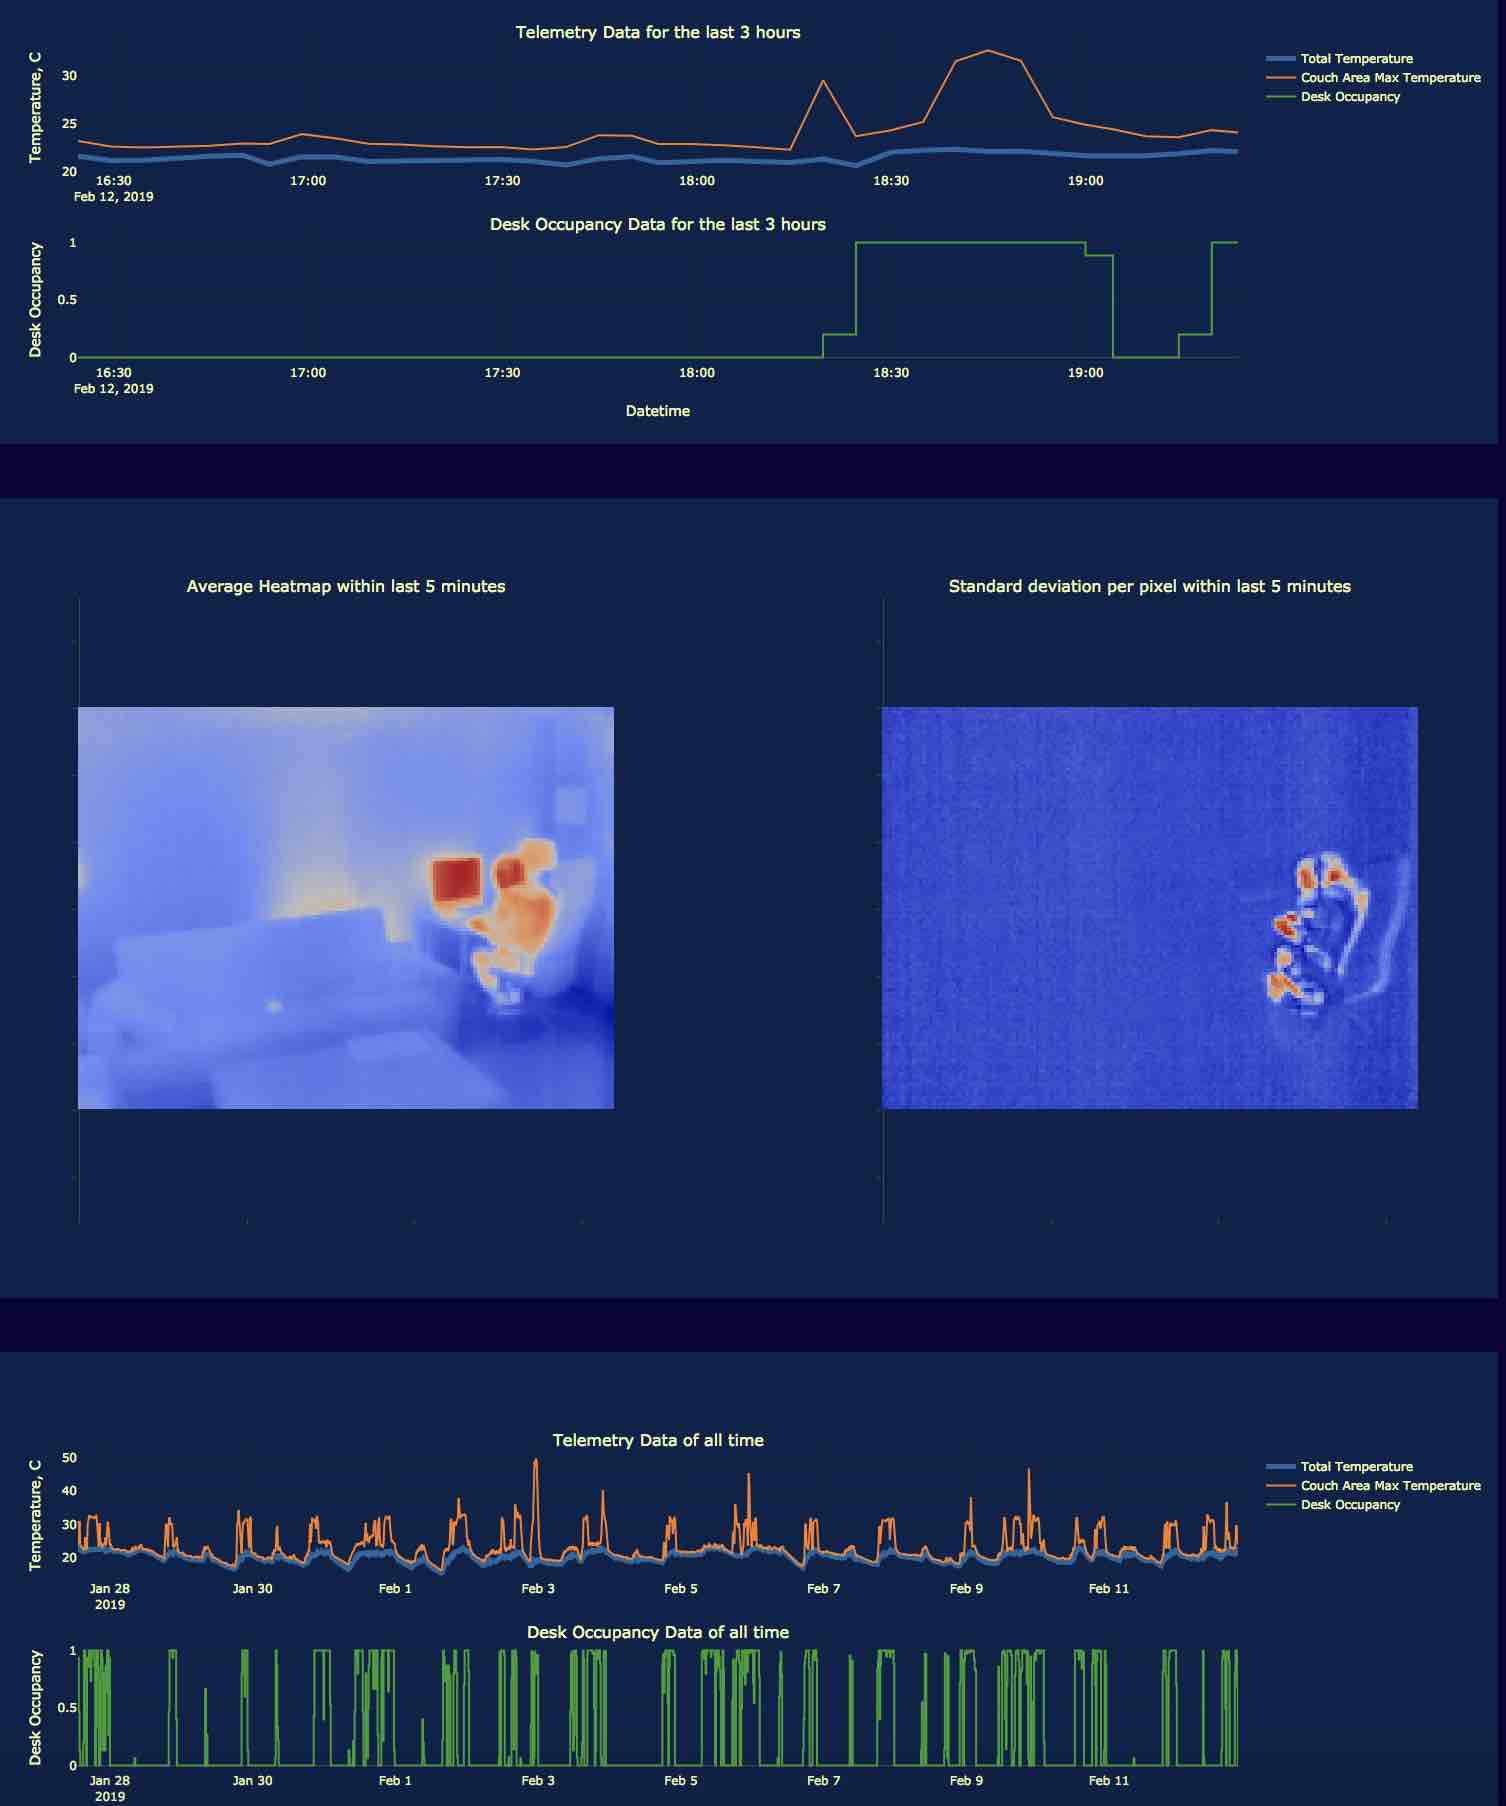 Telemetry Data for the last 3 hours
Temperature, C
30
25
20
16:30
Feb 12, 2019
17:00
17:30
18:00
18:30
19:00
Total Temperature
Couch Area Max Temperature
Desk Occupancy
Desk Occupancy Data for the last 3 hours
Desk Occupancy
1
0.5
0
16:30
Feb 12, 2019
17:00
17:30
18:00
18:30
19:00
Datetime
Average Heatmap within last 5 minutes
Standard deviation per pixel within last 5 minutes
Telemetry Data of all time
Temperature, C
50
40
30
20
Jan 28
2019
Jan 30
Feb 1
Feb 3
Feb 5
Feb 7
Feb 9
Feb 11
Total Temperature
Couch Area Max Temperature
Desk Occupancy
Desk Occupancy Data of all time
Desk Occupancy
1
0.5
0
Jan 28
2019
Jan 30
Feb 1
Feb 3
Feb 5
Feb 7
Feb 9
Feb 11